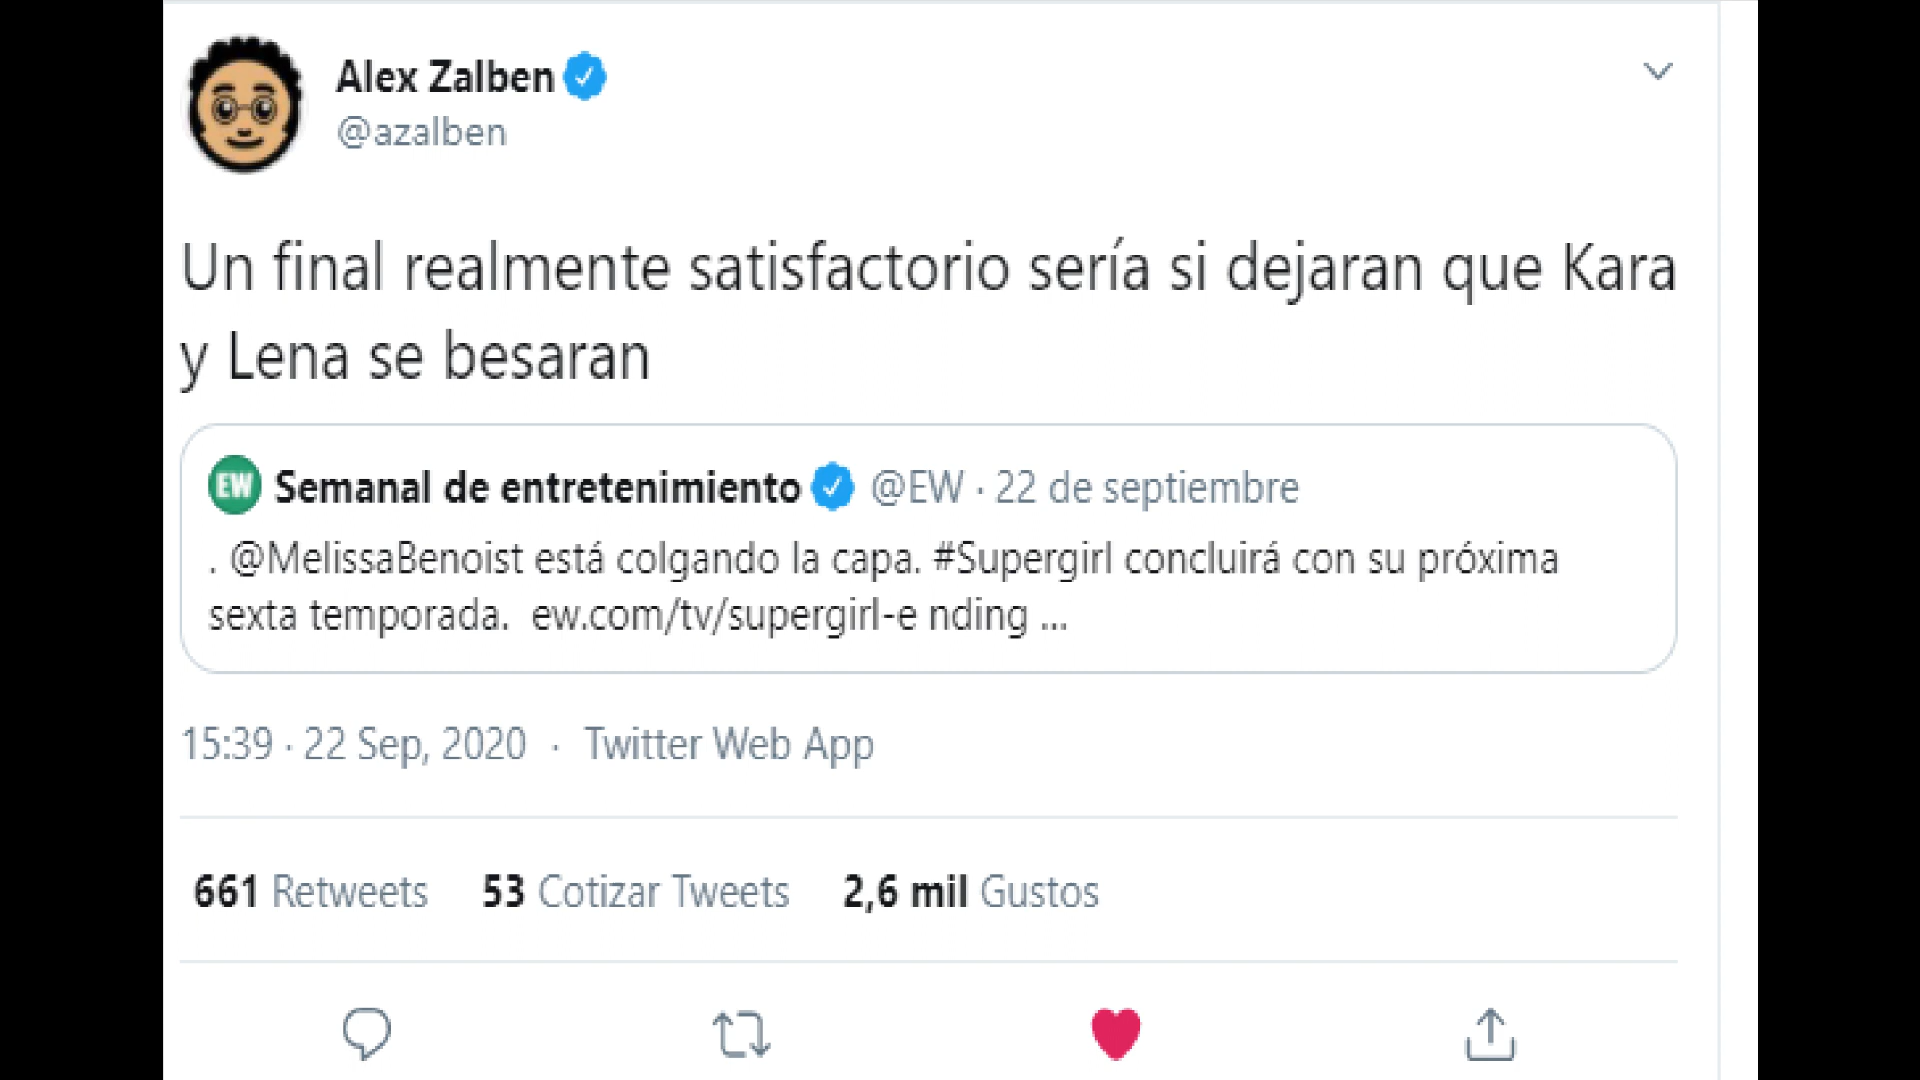 Alex Zalben
@azalben
Un final realmente satisfactorio sería si dejaran que Kara
y Lena se besaran
EW Semanal de entretenimiento @EW · 22 de septiembre
. @MelissaBenoist está colgando la capa. #Supergirl concluirá con su próxima
sexta temporada. ew.com/tv/supergirl-e nding ...
15:39 · 22 Sep, 2020 · Twitter Web App
661 Retweets 53 Cotizar Tweets 2,6 mil Gustos